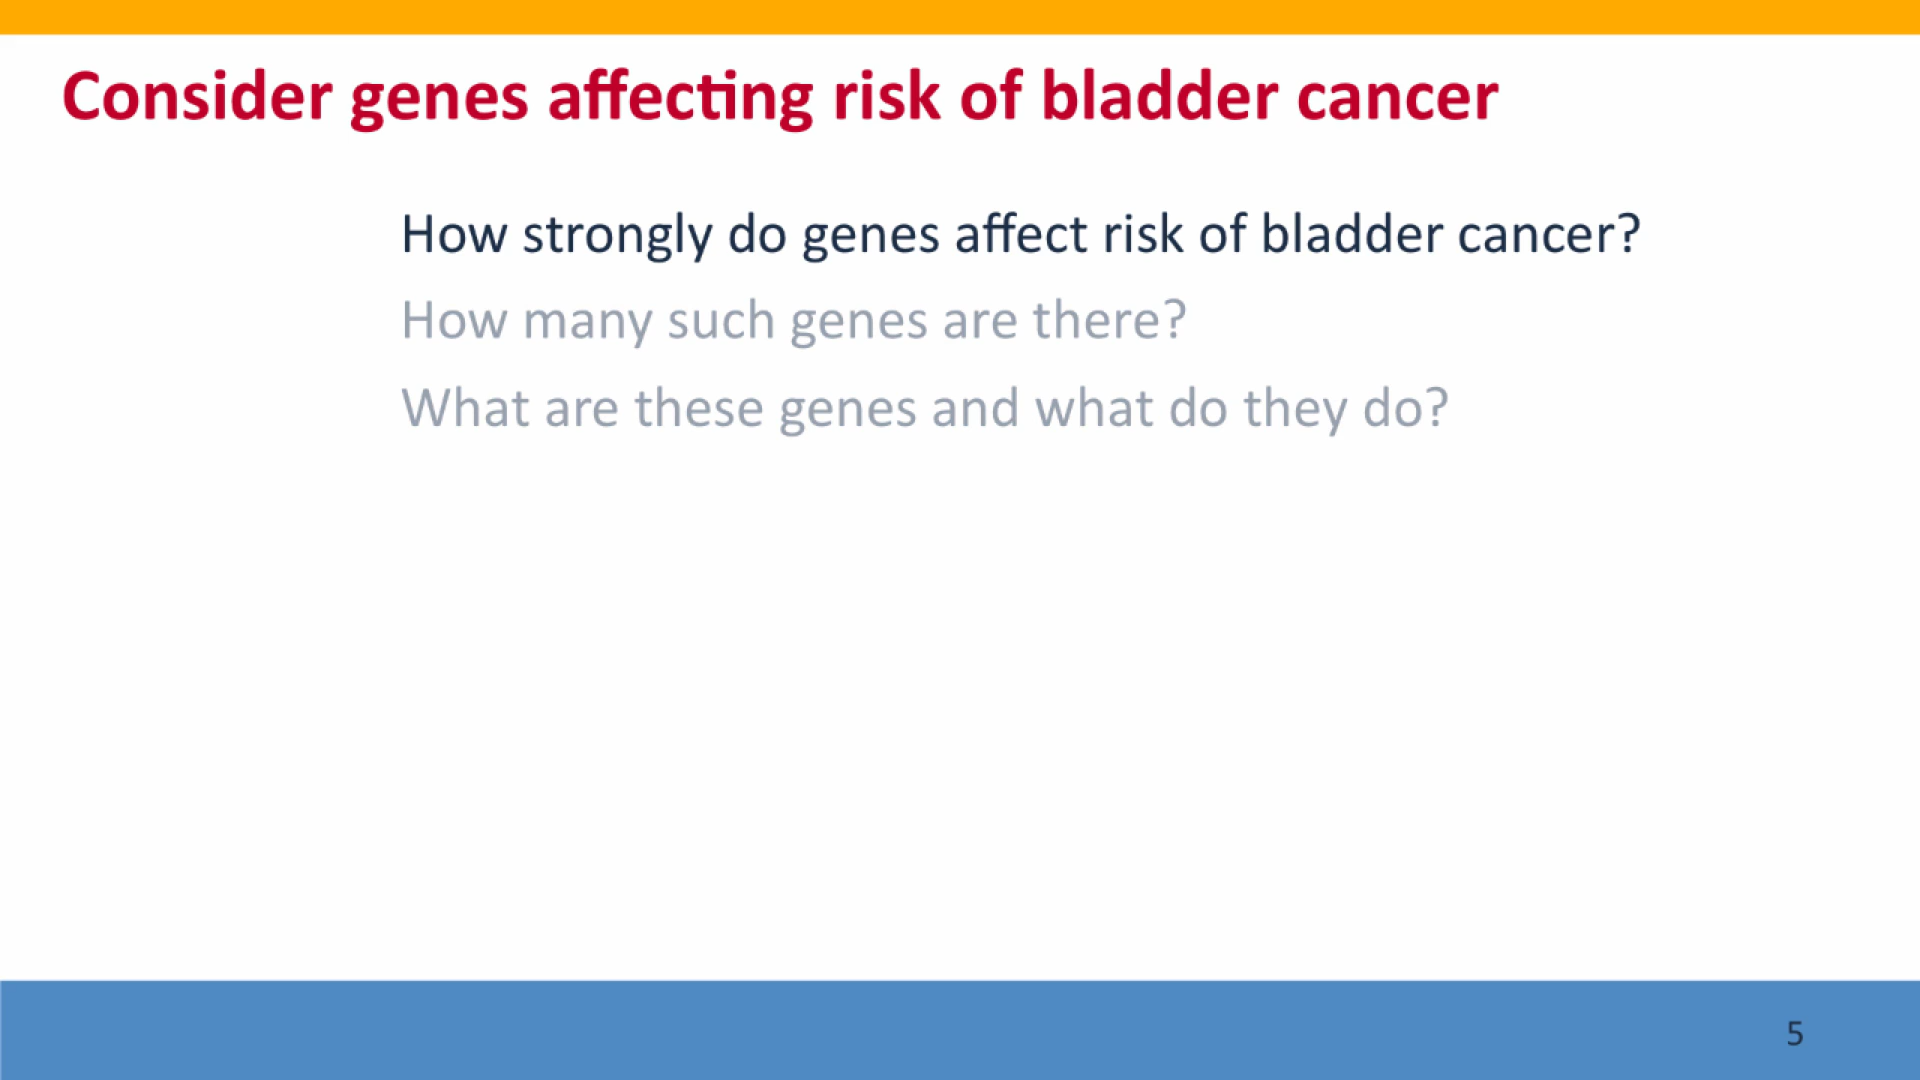 Consider genes affecting risk of bladder cancer
How strongly do genes affect risk of bladder cancer?
How many such genes are there?
What are these genes and what do they do?
5